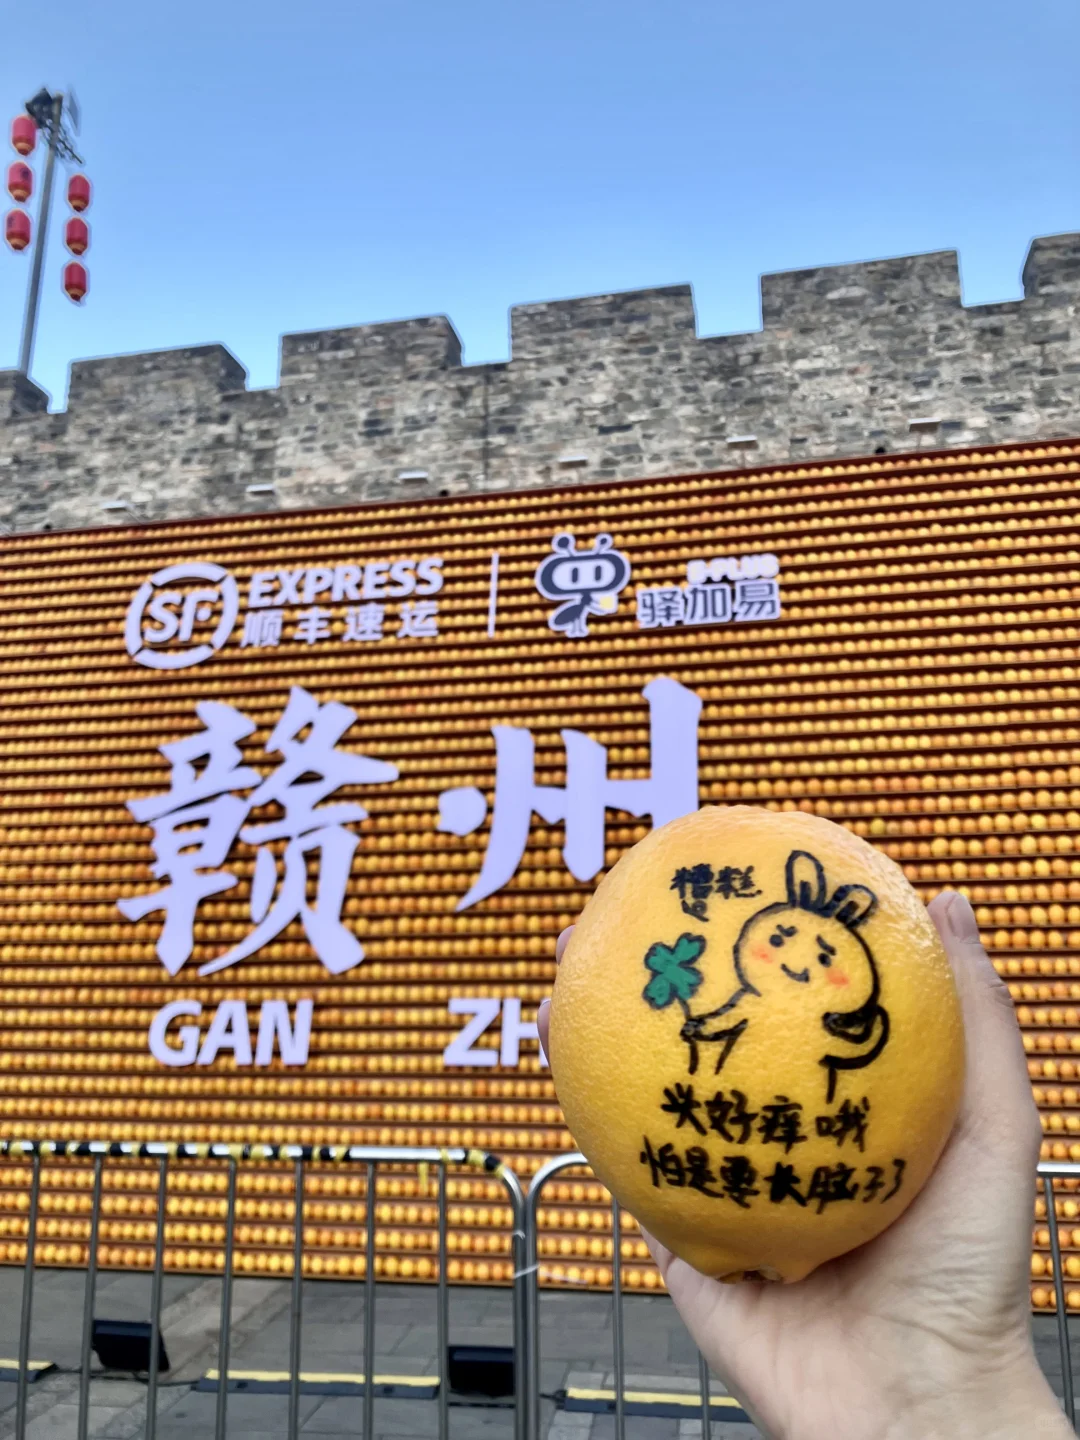 SF EXPRESS
顺丰速运
E-PLUS
驿加易
赣州
GAN ZH
糟糕
头好痒哦
怕是要长脑子了